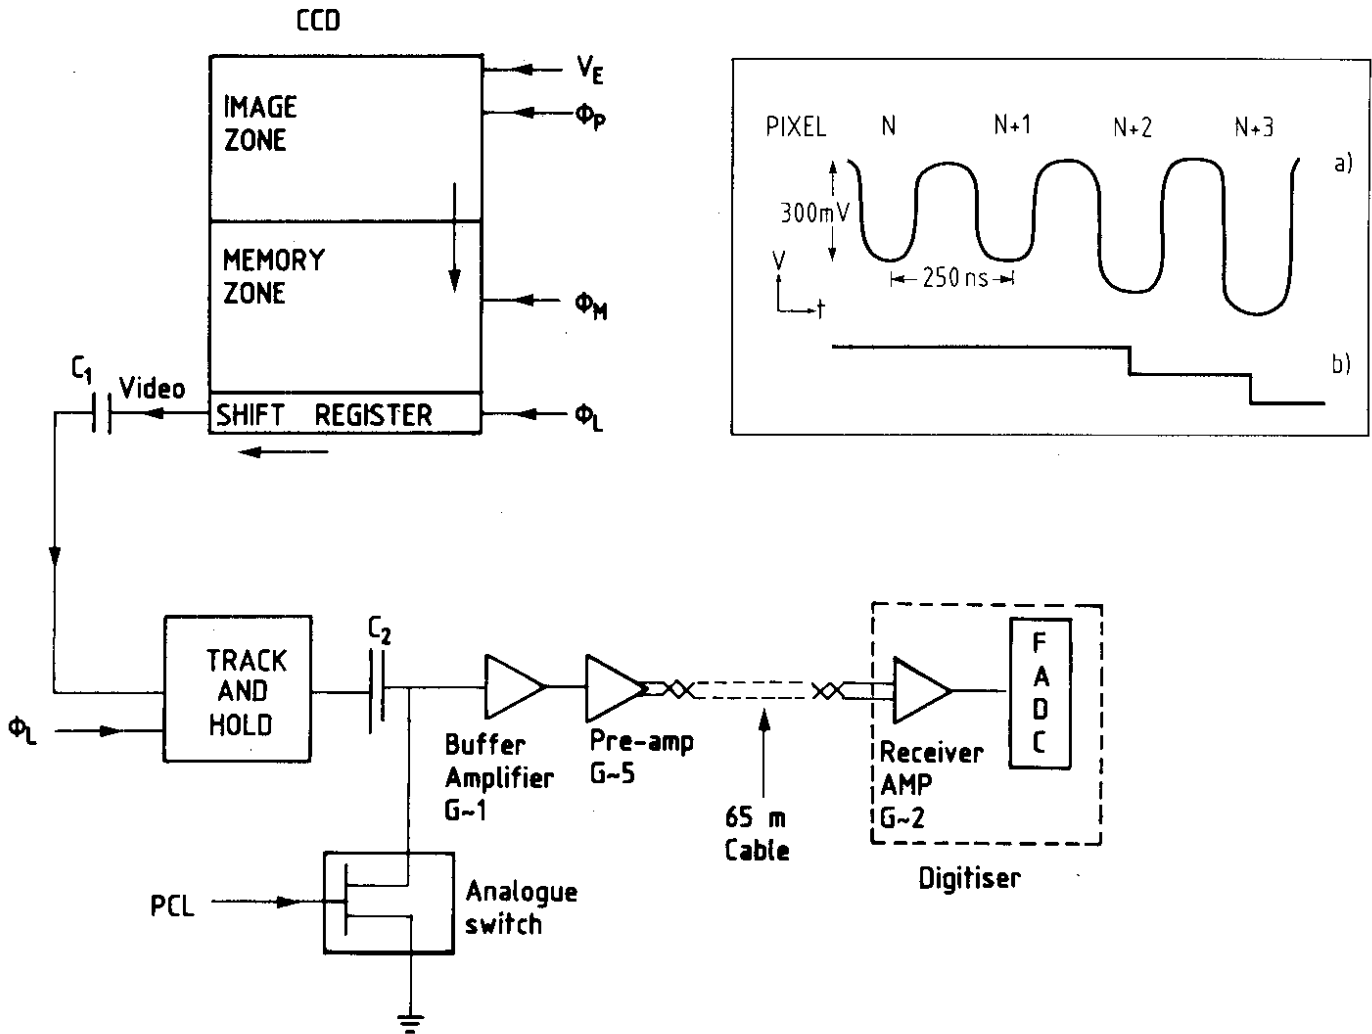 CCD
IMAGE
ZONE
MEMORY
ZONE
SHIFT REGISTER
V_E
Φ_P
Φ_M
Φ_L
C_1
Video
PIXEL N N+1 N+2 N+3
a)
300mV
V
250 ns
t
b)
TRACK
AND
HOLD
Φ_L
C_2
Buffer
Amplifier
G~1
Pre-amp
G~5
65 m
Cable
Receiver
AMP
G~2
F
A
D
C
Digitiser
PCL
Analogue
switch